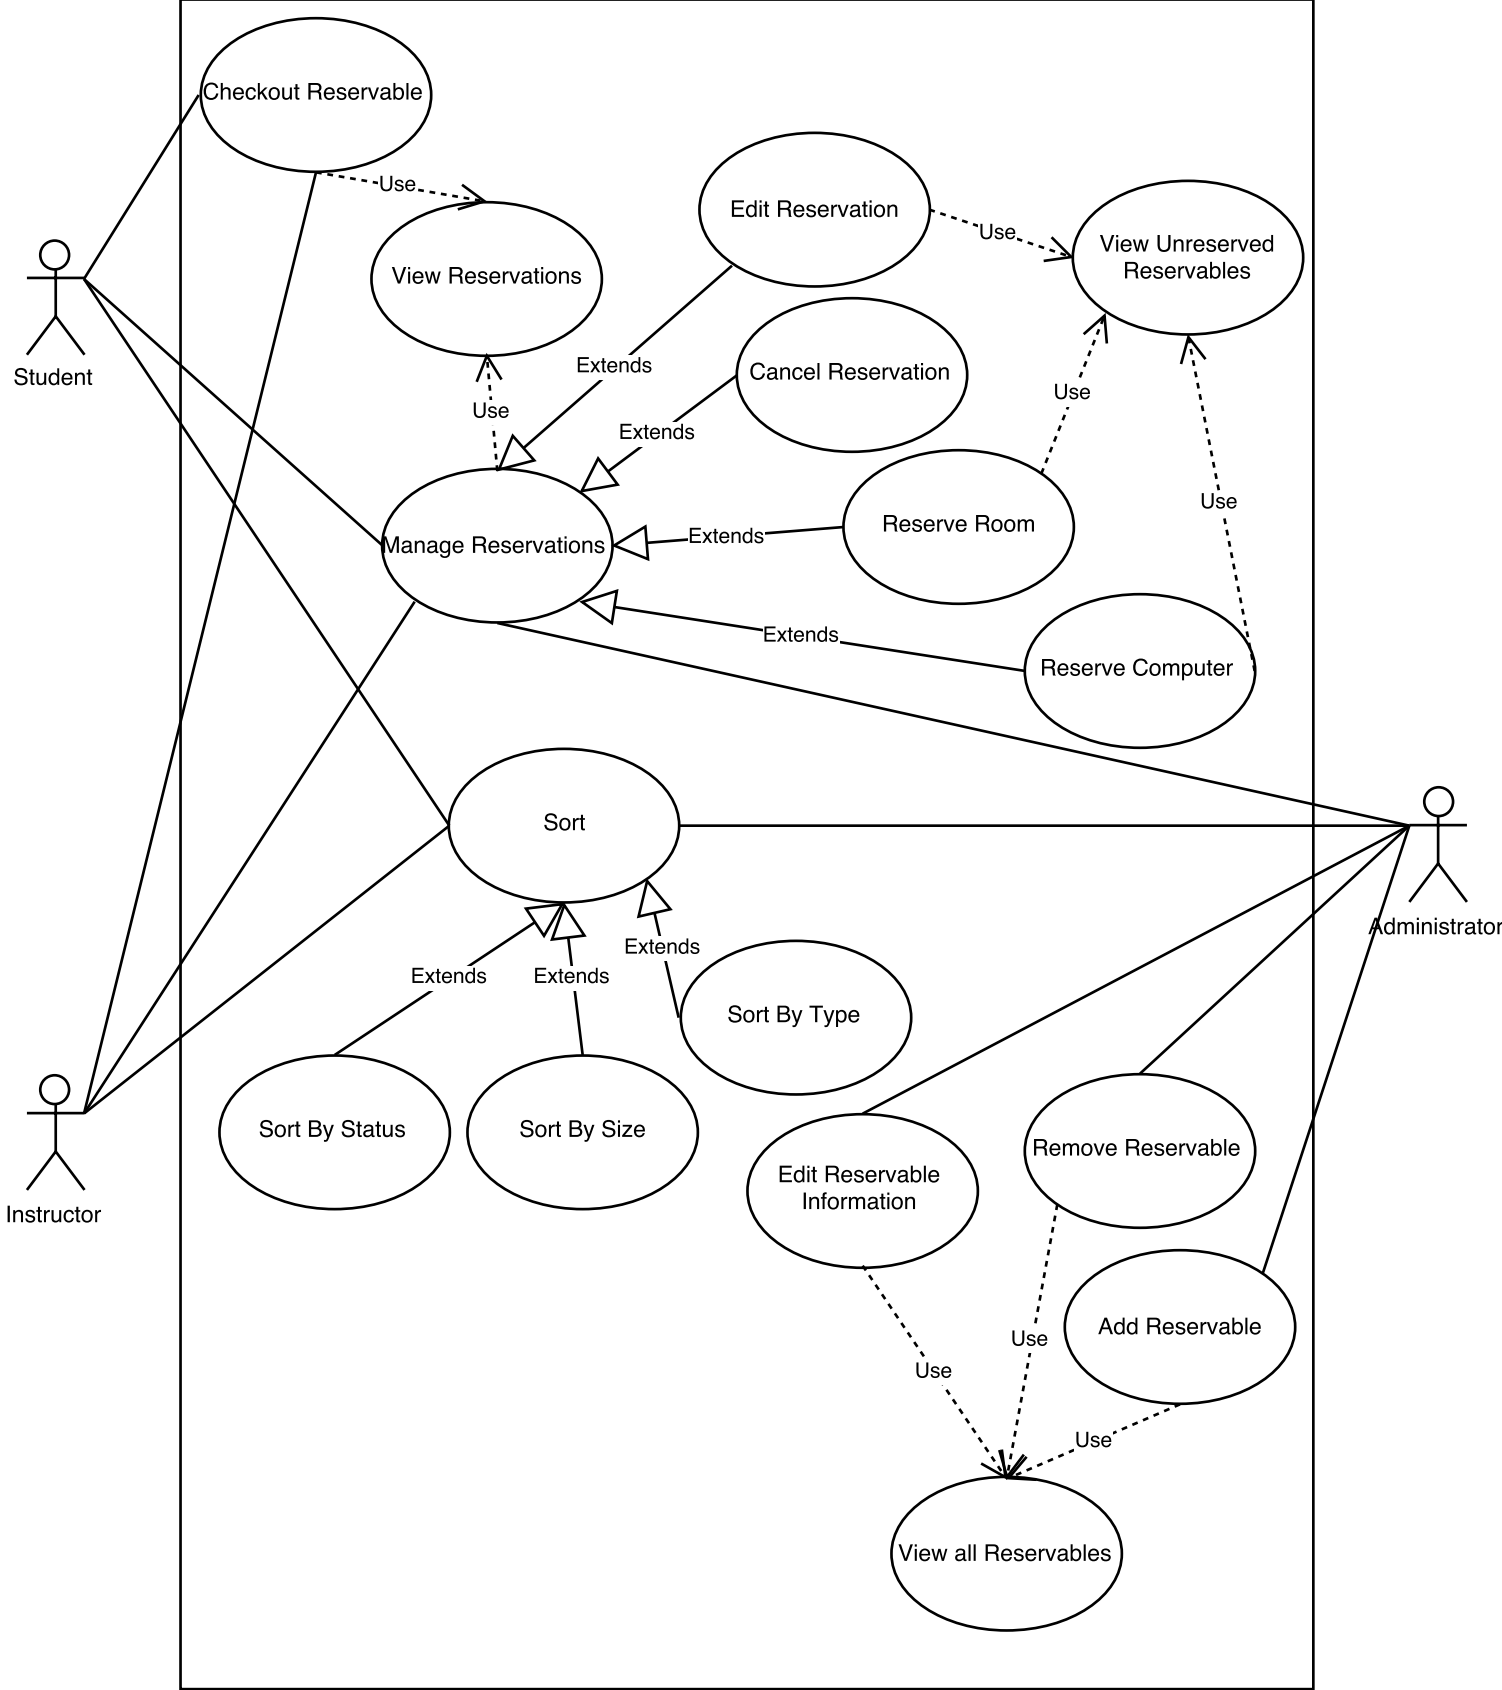 Checkout Reservable
Use
Edit Reservation
Use
View Unreserved
Reservables
View Reservations
Student
Extends
Cancel Reservation
Use
Use
Extends
Use
Reserve Room
Extends
Manage Reservations
Extends
Reserve Computer
Sort
Administrator
Extends
Extends
Extends
Sort By Type
Sort By Status
Sort By Size
Remove Reservable
Edit Reservable
Information
Instructor
Add Reservable
Use
Use
Use
View all Reservables